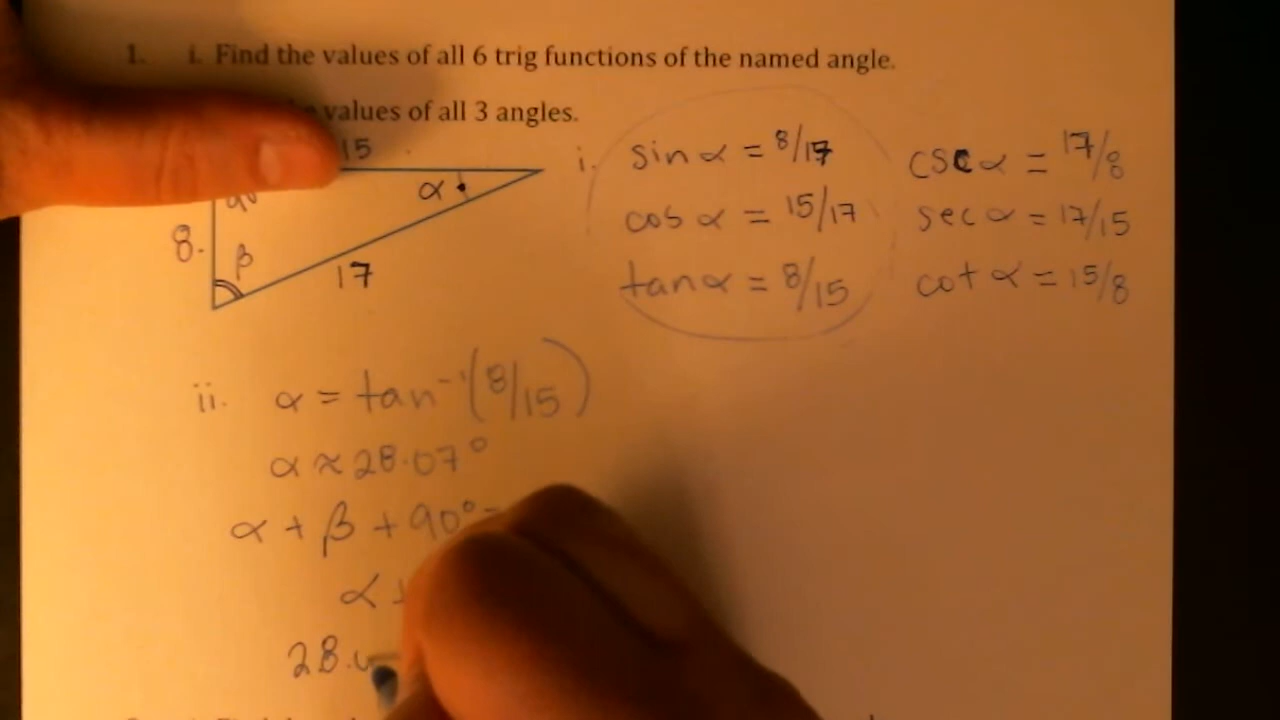 1. i. Find the values of all 6 trig functions of the named angle.
values of all 3 angles.
15
90
α
8.
β
17
i. sin α = 8/17 csc α = 17/8
cos α = 15/17 sec α = 17/15
tan α = 8/15 cot α = 15/8
ii. α = tan⁻¹(8/15)
α ≈ 28.07°
α + β + 90°
α +
28.